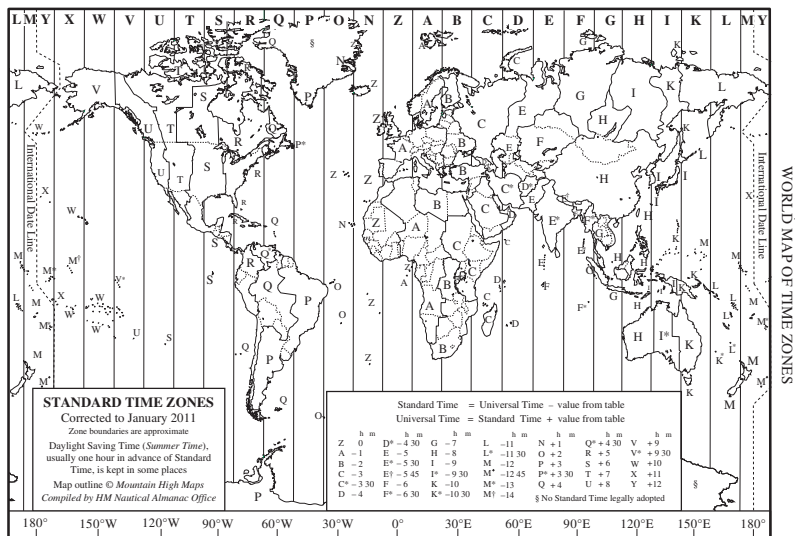 L M Y X W V U T S R Q P O N Z A B C D E F G H I K L M Y
WORLD MAP OF TIME ZONES
International Date Line
International Date Line
STANDARD TIME ZONES
Corrected to January 2011
Zone boundaries are approximate
Daylight Saving Time (Summer Time),
usually one hour in advance of Standard
Time, is kept in some places
Map outline © Mountain High Maps
Compiled by HM Nautical Almanac Office
Standard Time = Universal Time – value from table
Universal Time = Standard Time + value from table
h m h m h m h m h m h m h m
Z 0 D* – 4 30 G – 7 L –11 N + 1 Q* + 4 30 V + 9
A – 1 E – 5 H – 8 L* –11 30 O + 2 R + 5 V* + 9 30
B – 2 E* – 5 30 I – 9 M –12 P + 3 S + 6 W +10
C – 3 E† – 5 45 I* – 9 30 M* –12 45 P* + 3 30 T + 7 X +11
C* – 3 30 F – 6 K –10 M* –13 Q + 4 U + 8 Y +12
D – 4 F* – 6 30 K* –10 30 M† –14 § No Standard Time legally adopted
180° 150°W 120°W 90°W 60°W 30°W 0° 30°E 60°E 90°E 120°E 150°E 180°